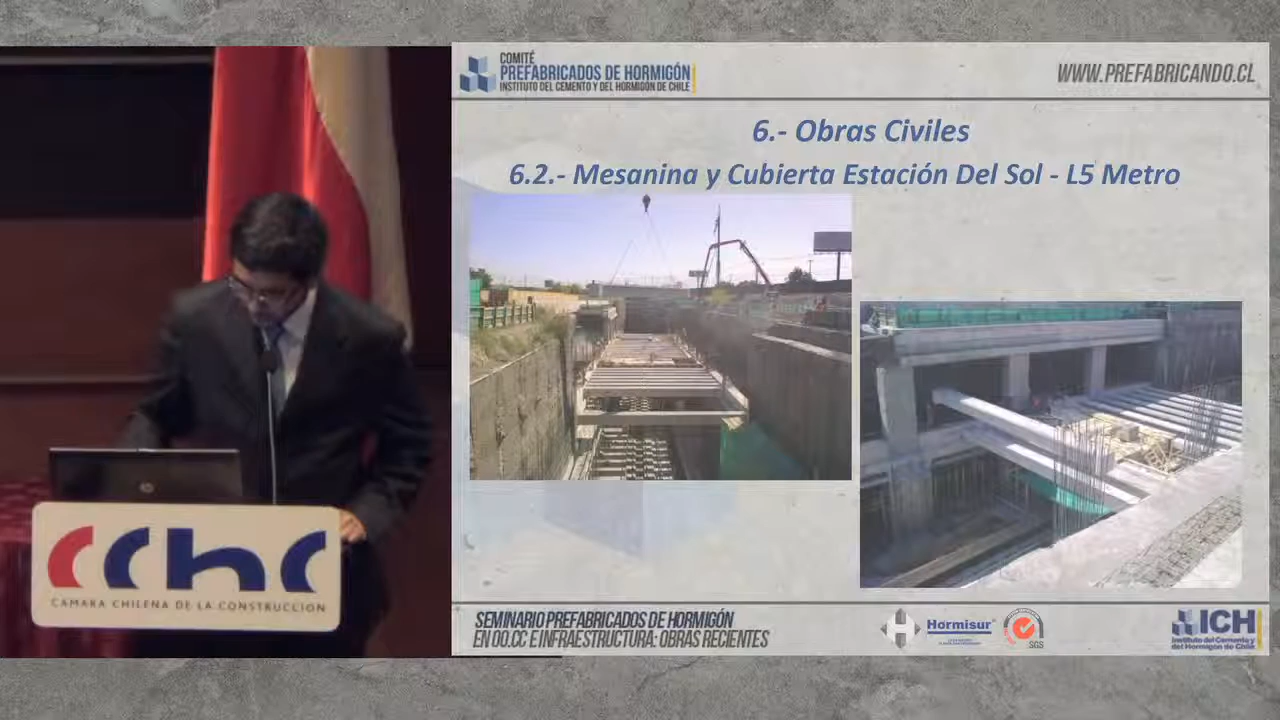 COMITÉ
PREFABRICADOS DE HORMIGÓN
INSTITUTO DEL CEMENTO Y DEL HORMIGÓN DE CHILE
WWW.PREFABRICANDO.CL
6.- Obras Civiles
6.2.- Mesanina y Cubierta Estación Del Sol - L5 Metro
CChC
CAMARA CHILENA DE LA CONSTRUCCION
SEMINARIO PREFABRICADOS DE HORMIGÓN
EN OO.CC E INFRAESTRUCTURA: OBRAS RECIENTES
Hormisur
SGS
ICH
Instituto del Cemento y
del Hormigón de Chile